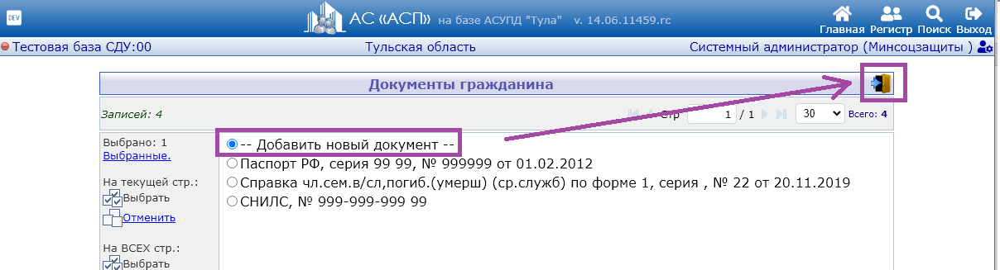 DEV
АС «АСП» на базе АСУПД "Тула" v. 14.06.11459.rc
Главная Регистр Поиск Выход
Тестовая база СДУ:00 Тульская область Системный администратор (Минсоцзащиты )
Документы гражданина
Записей: 4 Стр 1 / 1 30 Всего: 4
Выбрано: 1
Выбранные.
На текущей стр.:
Выбрать
Отменить
На ВСЕХ стр.:
Выбрать
-- Добавить новый документ --
Паспорт РФ, серия 99 99, № 999999 от 01.02.2012
Справка чл.сем.в/сл,погиб.(умерш) (ср.служб) по форме 1, серия , № 22 от 20.11.2019
СНИЛС, № 999-999-999 99